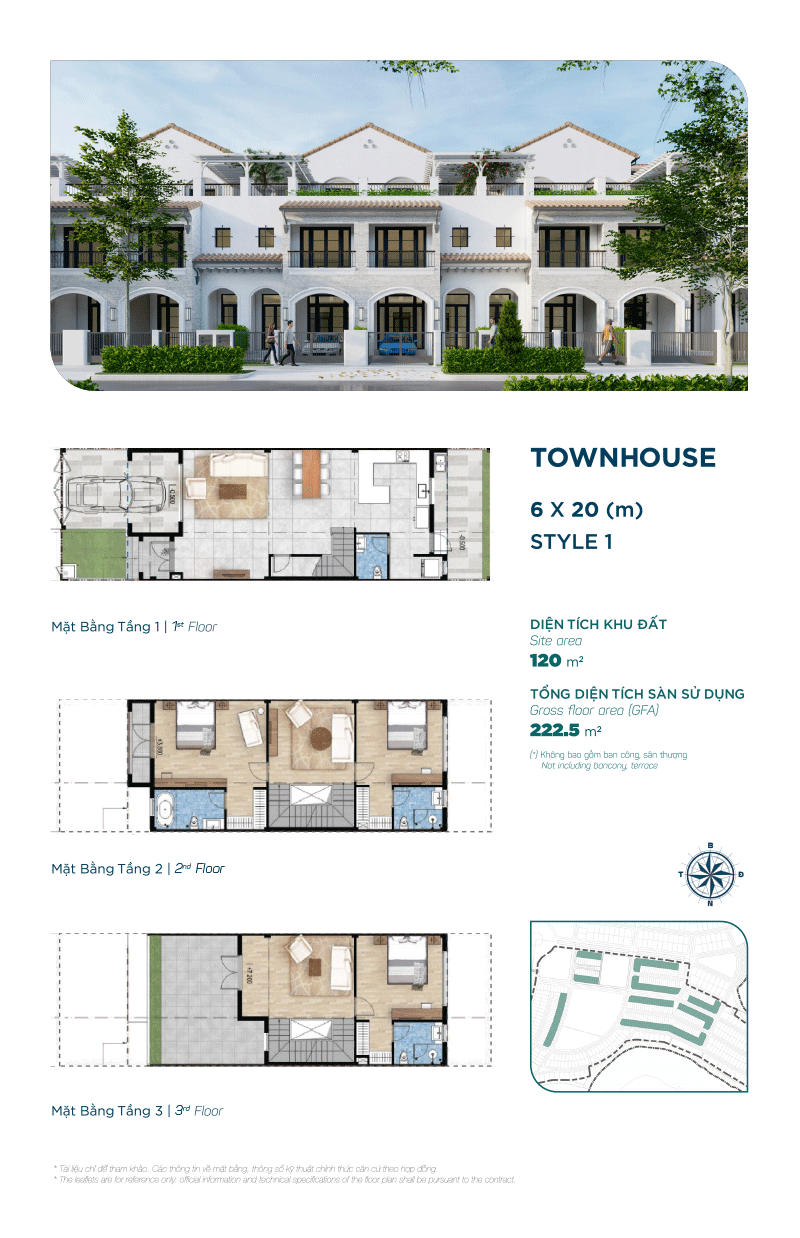 TOWNHOUSE
6 X 20 (m)
STYLE 1
Mặt Bằng Tầng 1 | 1st Floor
DIỆN TÍCH KHU ĐẤT
Site area
120 m²
TỔNG DIỆN TÍCH SÀN SỬ DỤNG
Gross floor area (GFA)
222.5 m²
(*) Không bao gồm ban công, sân thượng
Not including bancony, terrace
+3.800
Mặt Bằng Tầng 2 | 2nd Floor
B
T
Đ
N
+7.200
Mặt Bằng Tầng 3 | 3rd Floor
* Tài liệu chỉ để tham khảo. Các thông tin về mặt bằng, thông số kỹ thuật chính thức căn cứ theo hợp đồng.
* The leaflets are for reference only. official information and technical specifications of the floor plan shall be pursuant to the contract.